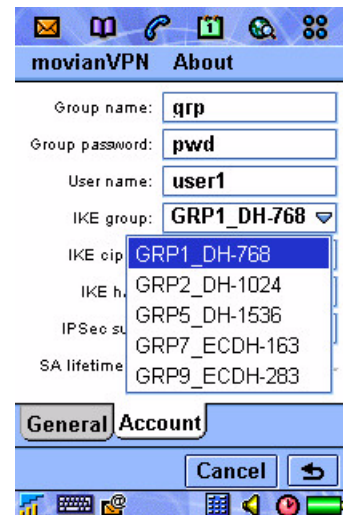 movianVPN About
Group name: grp
Group password: pwd
User name: user1
IKE group: GRP1_DH-768
IKE cip
GRP1_DH-768
IKE h
GRP2_DH-1024
GRP5_DH-1536
IPSec su
GRP7_ECDH-163
SA lifetime
GRP9_ECDH-283
General Account
Cancel